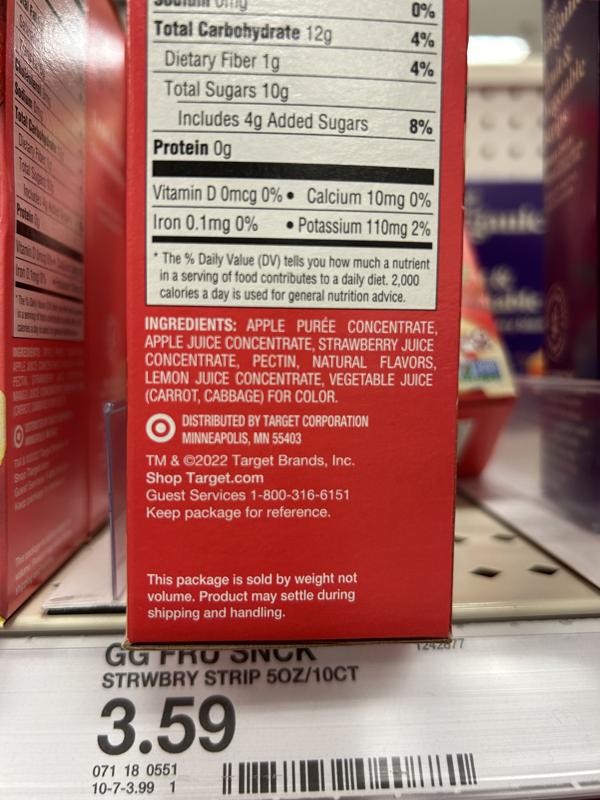 0%
Total Carbohydrate 12g 4%
Dietary Fiber 1g 4%
Total Sugars 10g
Includes 4g Added Sugars 8%
Protein 0g
Vitamin D 0mcg 0% • Calcium 10mg 0%
Iron 0.1mg 0% • Potassium 110mg 2%
* The % Daily Value (DV) tells you how much a nutrient
in a serving of food contributes to a daily diet. 2,000
calories a day is used for general nutrition advice.
INGREDIENTS: APPLE PURÉE CONCENTRATE,
APPLE JUICE CONCENTRATE, STRAWBERRY JUICE
CONCENTRATE, PECTIN, NATURAL FLAVORS,
LEMON JUICE CONCENTRATE, VEGETABLE JUICE
(CARROT, CABBAGE) FOR COLOR.
DISTRIBUTED BY TARGET CORPORATION
MINNEAPOLIS, MN 55403
TM & ©2022 Target Brands, Inc.
Shop Target.com
Guest Services 1-800-316-6151
Keep package for reference.
This package is sold by weight not
volume. Product may settle during
shipping and handling.
GG FRU SNCK
STRWBRY STRIP 5OZ/10CT
3.59
071 18 0551
10-7-3.99 1